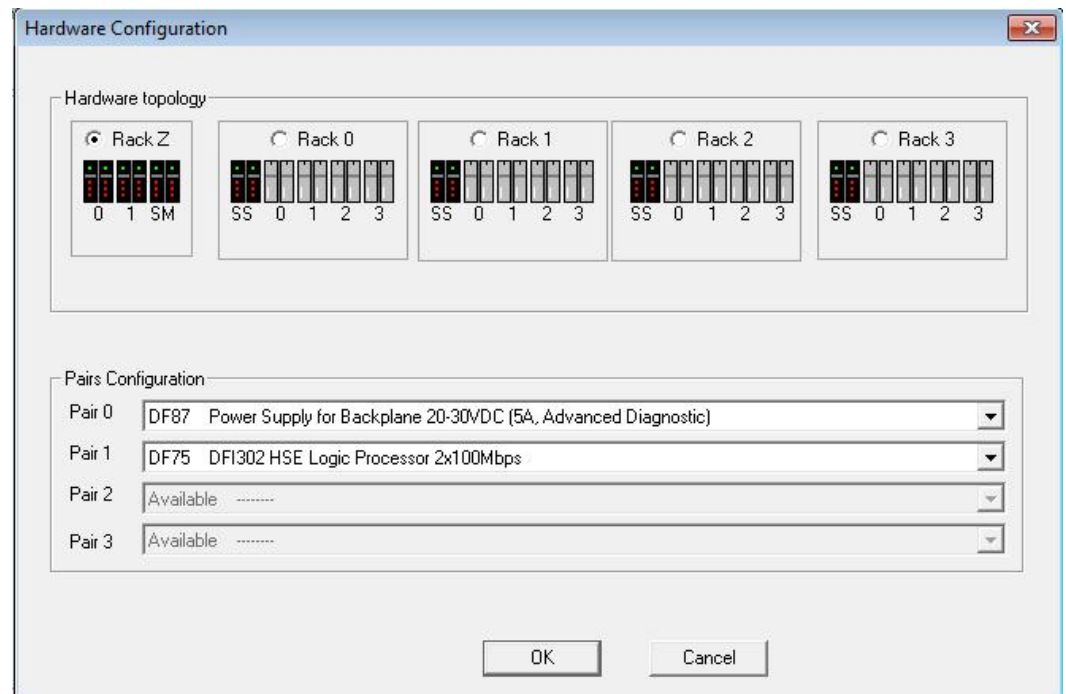 Hardware Configuration
Hardware topology
Rack Z Rack 0 Rack 1 Rack 2 Rack 3
0 1 SM SS 0 1 2 3 SS 0 1 2 3 SS 0 1 2 3 SS 0 1 2 3
Pairs Configuration
Pair 0 DF87 Power Supply for Backplane 20-30VDC (5A, Advanced Diagnostic)
Pair 1 DF75 DFI302 HSE Logic Processor 2x100Mbps
Pair 2 Available --------
Pair 3 Available --------
OK Cancel